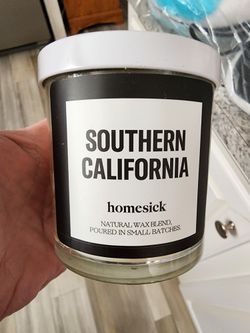 SOUTHERN
CALIFORNIA
homesick
NATURAL WAX BLEND,
POURED IN SMALL BATCHES.